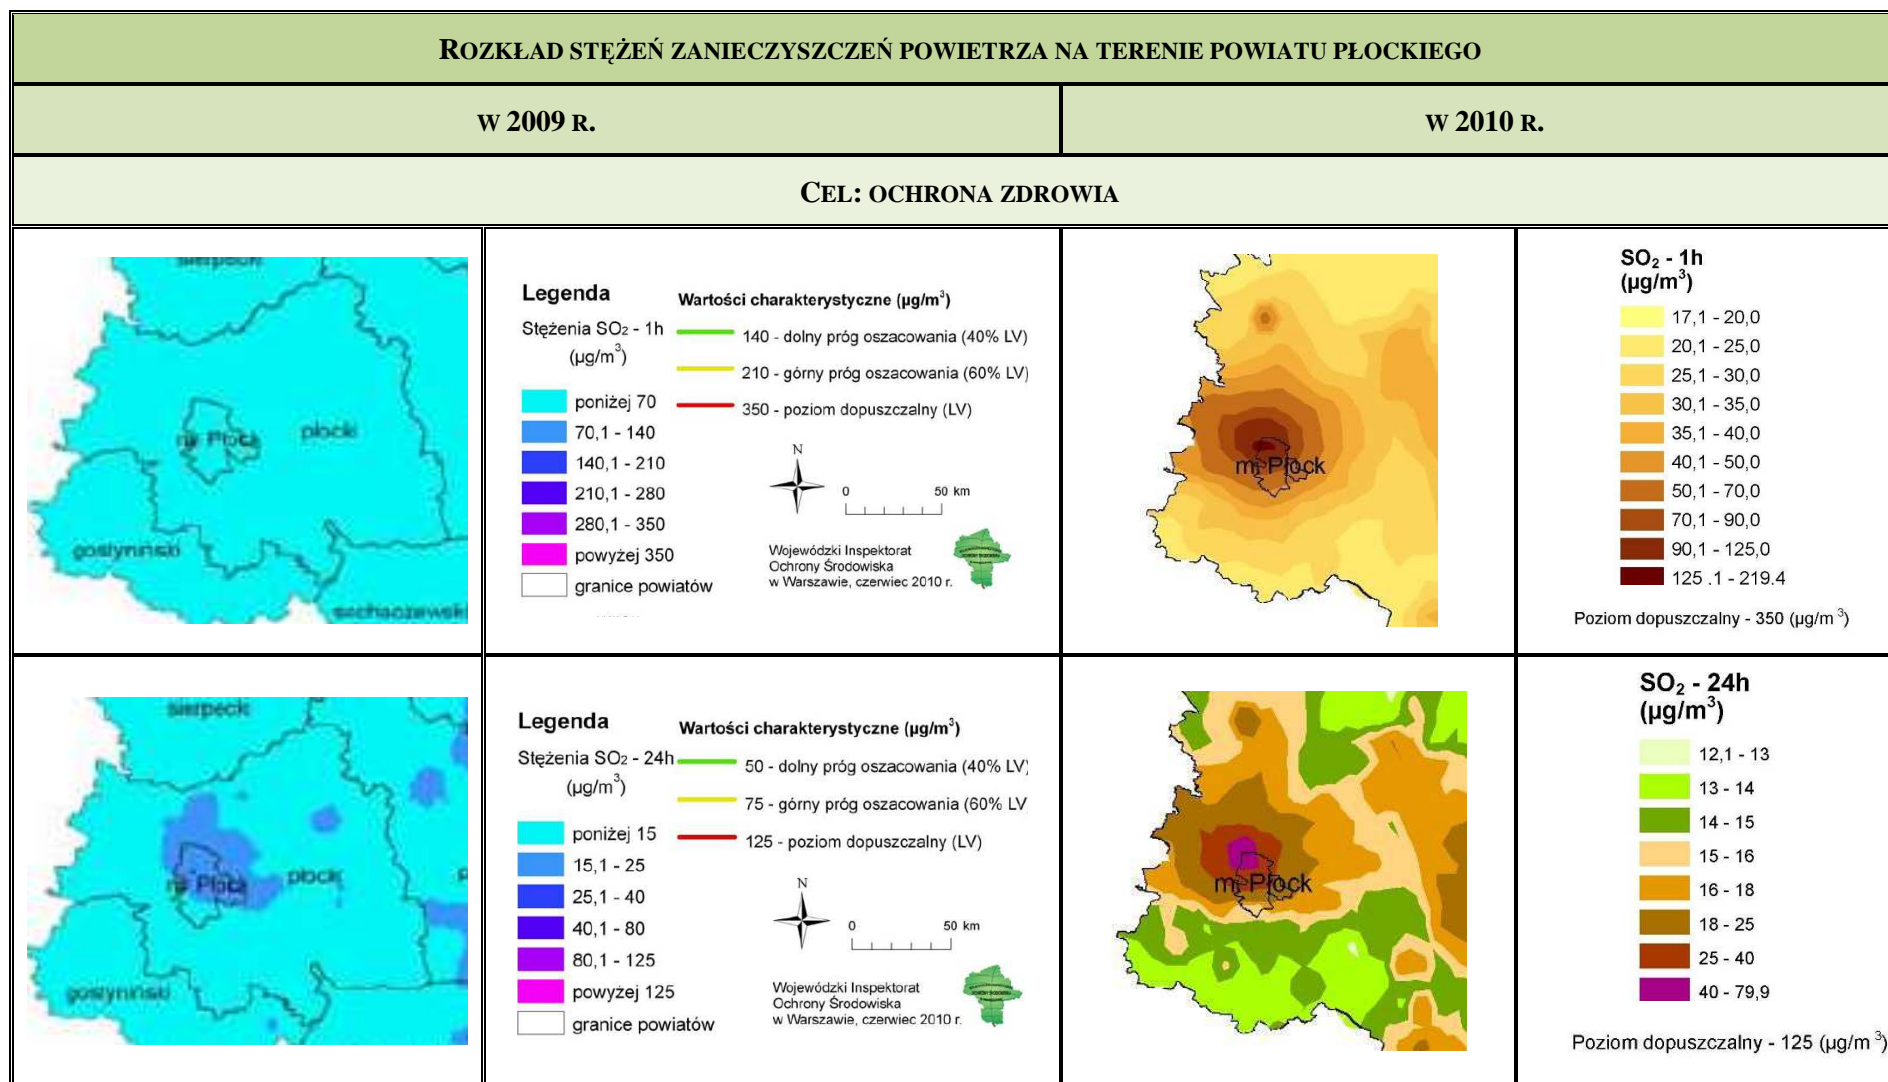 ROZKŁAD STĘŻEŃ ZANIECZYSZCZEŃ POWIETRZA NA TERENIE POWIATU PŁOCKIEGO
W 2009 R.
W 2010 R.
CEL: OCHRONA ZDROWIA
sierpecki
m. Płock
płocki
gostyniński
sochaczewski
Legenda
Stężenia SO₂ - 1h
(µg/m³)
poniżej 70
70,1 - 140
140,1 - 210
210,1 - 280
280,1 - 350
powyżej 350
granice powiatów
Wartości charakterystyczne (µg/m³)
140 - dolny próg oszacowania (40% LV)
210 - górny próg oszacowania (60% LV)
350 - poziom dopuszczalny (LV)
N
0 50 km
Wojewódzki Inspektorat
Ochrony Środowiska
w Warszawie, czerwiec 2010 r.
m. Płock
SO₂ - 1h
(µg/m³)
17,1 - 20,0
20,1 - 25,0
25,1 - 30,0
30,1 - 35,0
35,1 - 40,0
40,1 - 50,0
50,1 - 70,0
70,1 - 90,0
90,1 - 125,0
125 .1 - 219.4
Poziom dopuszczalny - 350 (µg/m³)
sierpecki
m. Płock
płocki
gostyniński
Legenda
Stężenia SO₂ - 24h
(µg/m³)
poniżej 15
15,1 - 25
25,1 - 40
40,1 - 80
80,1 - 125
powyżej 125
granice powiatów
Wartości charakterystyczne (µg/m³)
50 - dolny próg oszacowania (40% LV)
75 - górny próg oszacowania (60% LV
125 - poziom dopuszczalny (LV)
N
0 50 km
Wojewódzki Inspektorat
Ochrony Środowiska
w Warszawie, czerwiec 2010 r.
m. Płock
SO₂ - 24h
(µg/m³)
12,1 - 13
13 - 14
14 - 15
15 - 16
16 - 18
18 - 25
25 - 40
40 - 79,9
Poziom dopuszczalny - 125 (µg/m³)